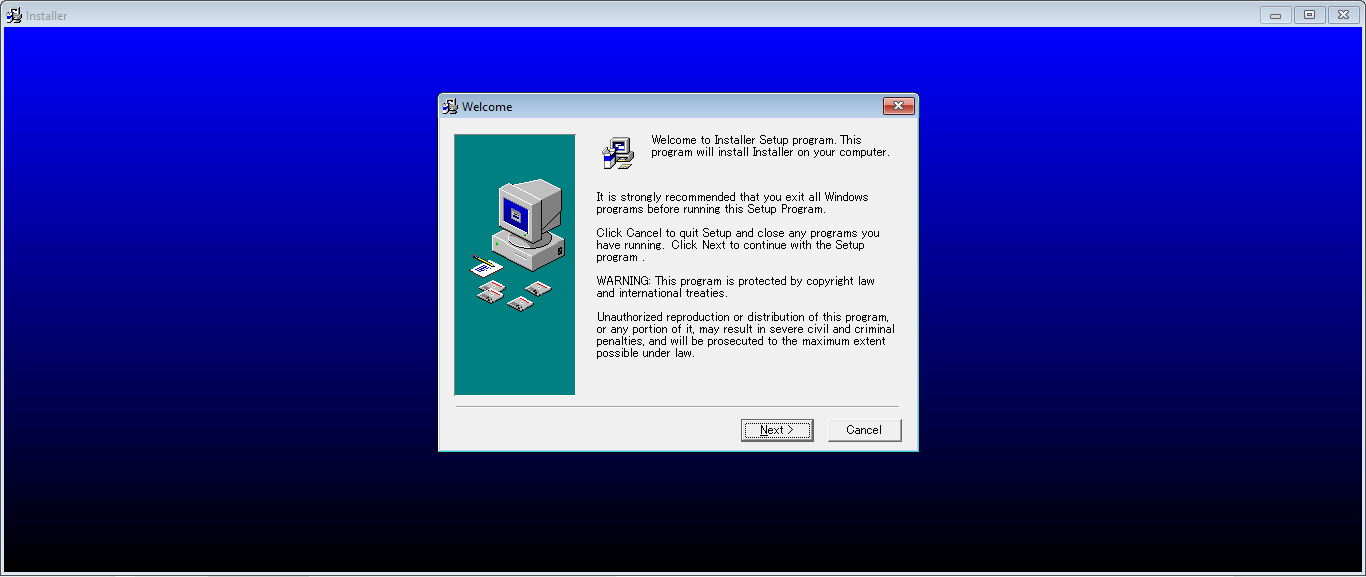 Installer
Welcome
Welcome to Installer Setup program. This
program will install Installer on your computer.
It is strongly recommended that you exit all Windows
programs before running this Setup Program.
Click Cancel to quit Setup and close any programs you
have running. Click Next to continue with the Setup
program .
WARNING: This program is protected by copyright law
and international treaties.
Unauthorized reproduction or distribution of this program,
or any portion of it, may result in severe civil and criminal
penalties, and will be prosecuted to the maximum extent
possible under law.
Next >
Cancel